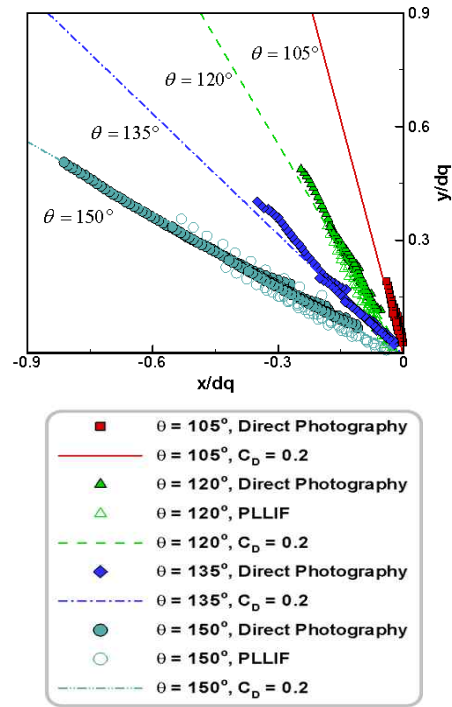 0.9
θ = 105°
θ = 120°
θ = 135°
0.6
y/dq
θ = 150°
0.3
-0.9
-0.6
-0.3
0
x/dq
θ = 105°, Direct Photography
θ = 105°, C_D = 0.2
θ = 120°, Direct Photography
θ = 120°, PLLIF
θ = 120°, C_D = 0.2
θ = 135°, Direct Photography
θ = 135°, C_D = 0.2
θ = 150°, Direct Photography
θ = 150°, PLLIF
θ = 150°, C_D = 0.2